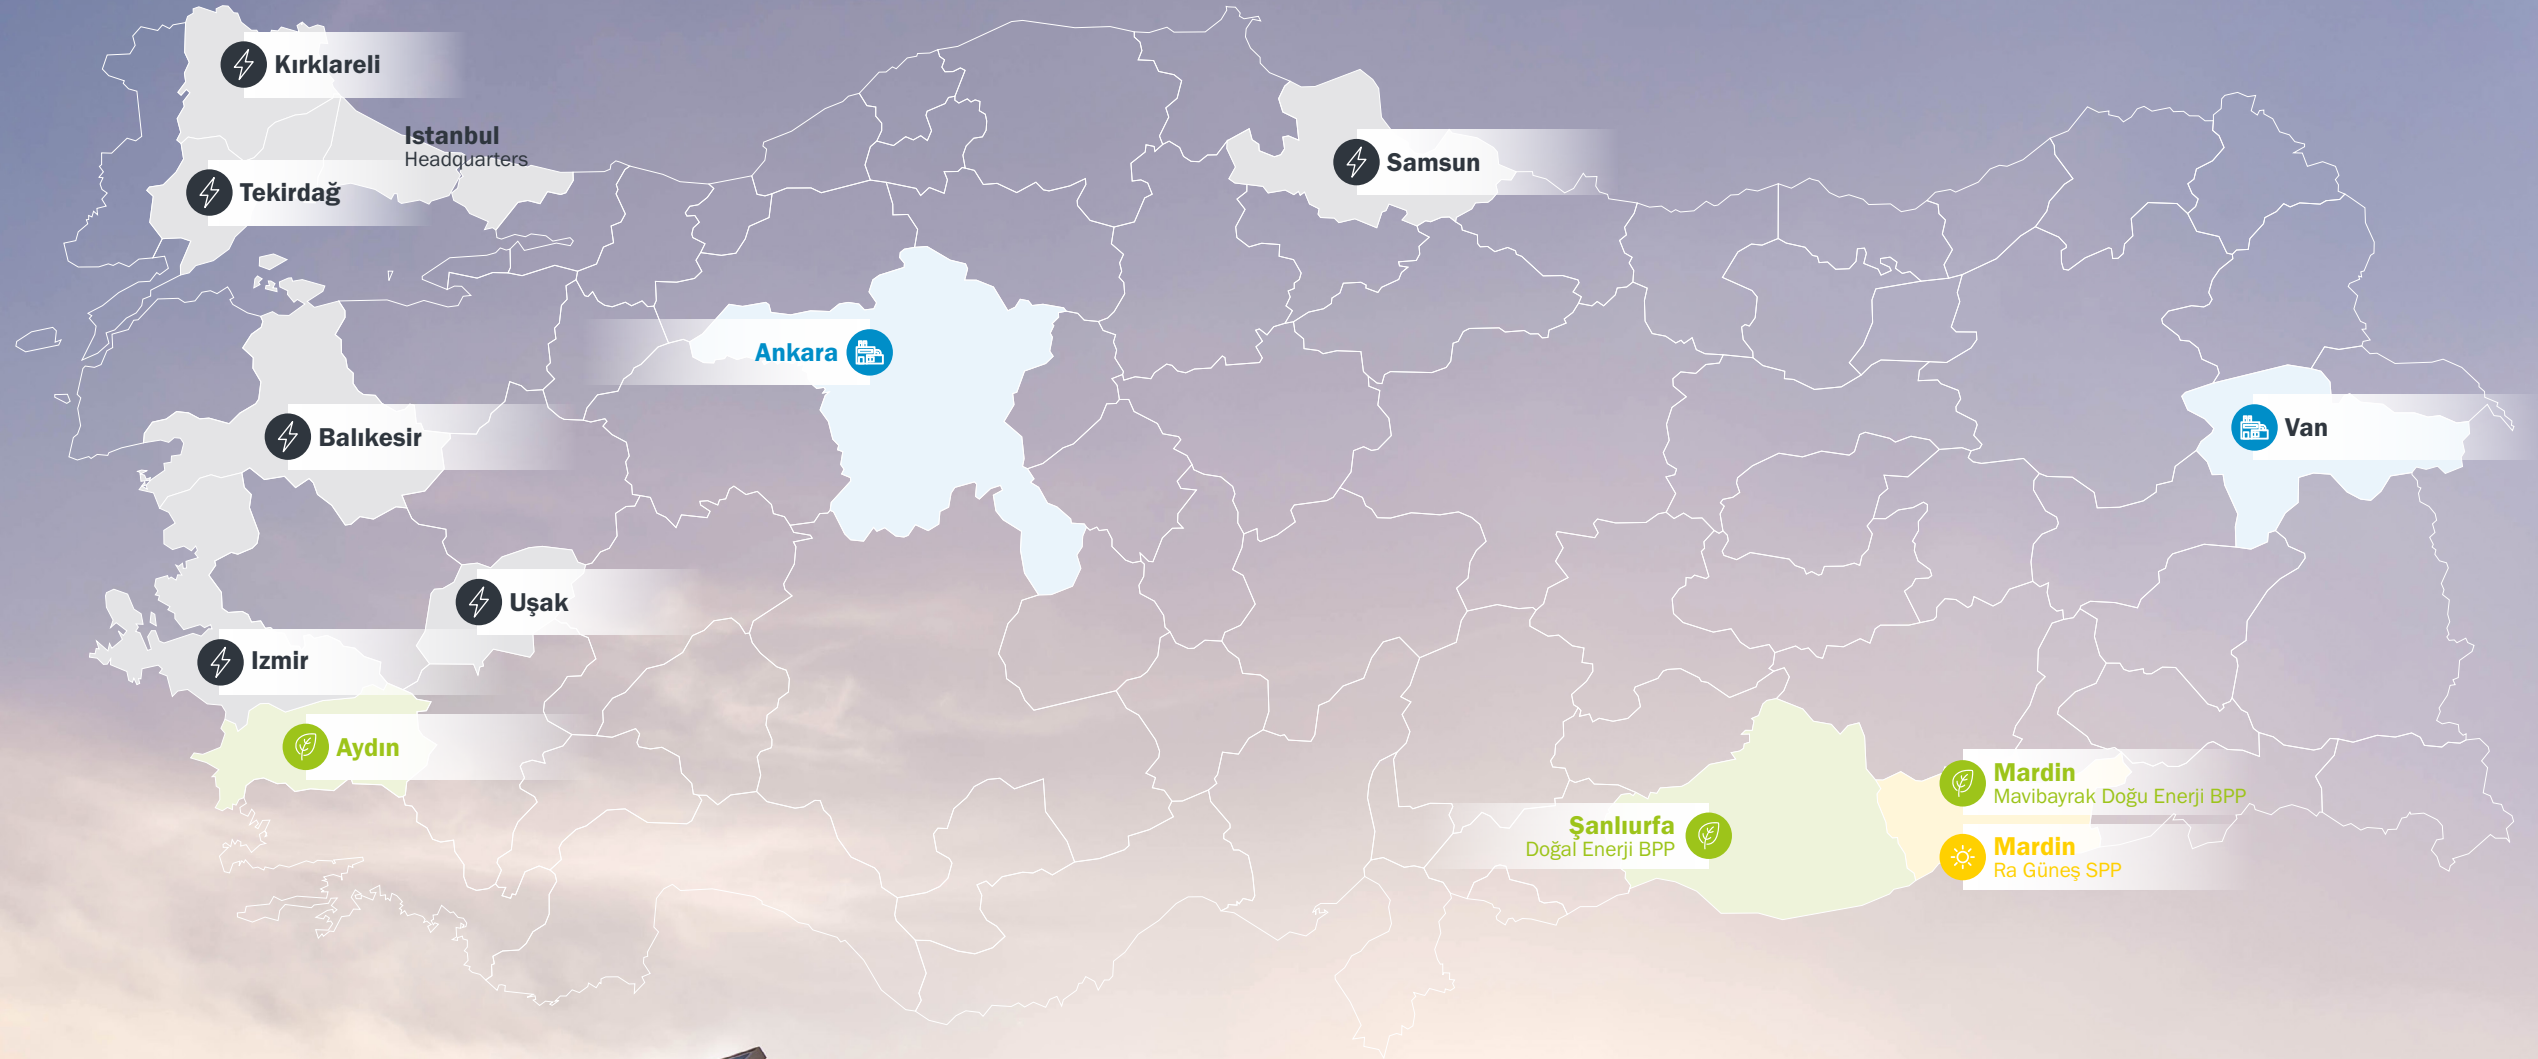 Kırklareli
Istanbul
Headquarters
Tekirdağ
Samsun
Ankara
Balıkesir
Van
Uşak
Izmir
Aydın
Mardin
Mavibayrak Doğu Enerji BPP
Şanlıurfa
Doğal Enerji BPP
Mardin
Ra Güneş SPP